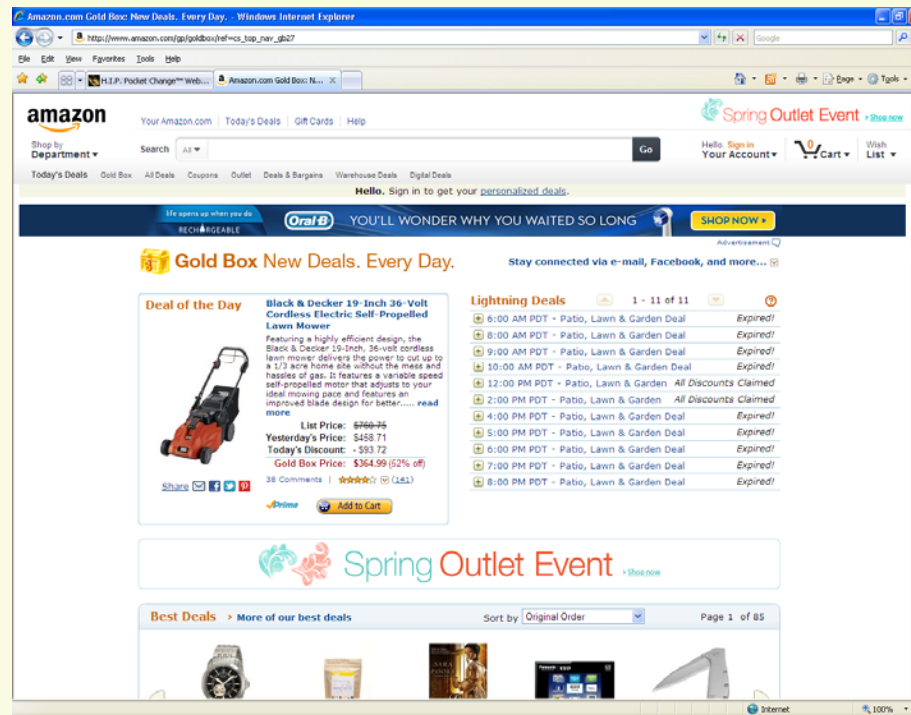 Amazon.com Gold Box: New Deals. Every Day. - Windows Internet Explorer
http://www.amazon.com/gp/goldbox/ref=cs_top_nav_gb27
Google
File Edit View Favorites Tools Help
H.I.P. Pocket Change™ Web... Amazon.com Gold Box: N...
Page Tools
amazon
Your Amazon.com Today's Deals Gift Cards Help
Spring Outlet Event Shop now
Shop by
Department
Search All Go
Hello. Sign in
Your Account
0
Cart
Wish
List
Today's Deals Gold Box All Deals Coupons Outlet Deals & Bargains Warehouse Deals Digital Deals
Hello. Sign in to get your personalized deals.
life opens up when you do
RECHARGEABLE
Oral-B YOU'LL WONDER WHY YOU WAITED SO LONG SHOP NOW
Advertisement
Gold Box New Deals. Every Day.
Stay connected via e-mail, Facebook, and more...
Deal of the Day
Black & Decker 19-Inch 36-Volt
Cordless Electric Self-Propelled
Lawn Mower
Featuring a highly efficient design, the
Black & Decker 19-Inch, 36-volt cordless
lawn mower delivers the power to cut up to
a 1/3 acre home site without the mess and
hassles of gas. It features a variable speed
self-propelled motor that adjusts to your
ideal mowing pace and features an
improved blade design for better..... read
more
List Price: $760.75
Yesterday's Price: $458.71
Today's Discount: - $93.72
Gold Box Price: $364.99 (52% off)
38 Comments | (141)
Share
Prime Add to Cart
Lightning Deals 1 - 11 of 11
6:00 AM PDT - Patio, Lawn & Garden Deal Expired!
8:00 AM PDT - Patio, Lawn & Garden Deal Expired!
9:00 AM PDT - Patio, Lawn & Garden Deal Expired!
10:00 AM PDT - Patio, Lawn & Garden Deal Expired!
12:00 PM PDT - Patio, Lawn & Garden All Discounts Claimed
2:00 PM PDT - Patio, Lawn & Garden All Discounts Claimed
4:00 PM PDT - Patio, Lawn & Garden Deal Expired!
5:00 PM PDT - Patio, Lawn & Garden Deal Expired!
6:00 PM PDT - Patio, Lawn & Garden Deal Expired!
7:00 PM PDT - Patio, Lawn & Garden Deal Expired!
8:00 PM PDT - Patio, Lawn & Garden Deal Expired!
Spring Outlet Event Shop now
Best Deals > More of our best deals
Sort by Original Order
Page 1 of 85
SARA
Panasonic
Internet 100%